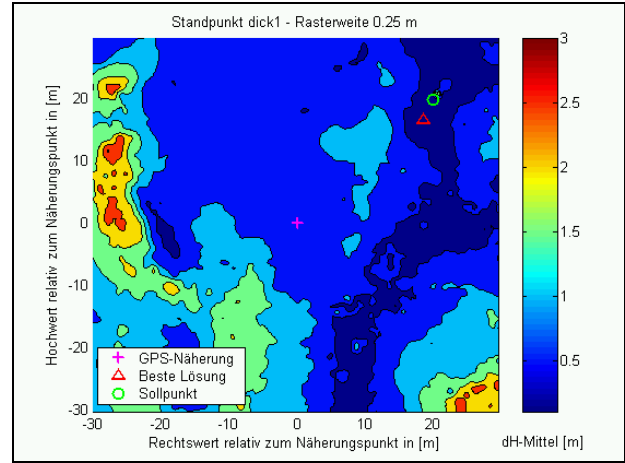 Standpunkt dick1 - Rasterweite 0.25 m
Hochwert relativ zum Näherungspunkt in [m]
20
10
0
-10
-20
-30
-30
-20
-10
0
10
20
Rechtswert relativ zum Näherungspunkt in [m]
GPS-Näherung
Beste Lösung
Sollpunkt
3
2.5
2
1.5
1
0.5
dH-Mittel [m]